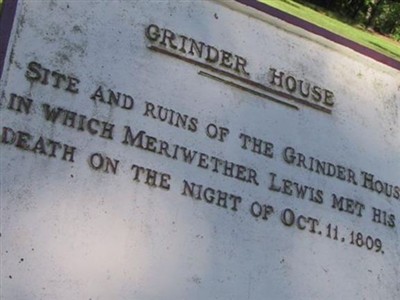 GRINDER HOUSE
SITE AND RUINS OF THE GRINDER HOUS
IN WHICH MERIWETHER LEWIS MET HIS
DEATH ON THE NIGHT OF OCT. 11, 1809.